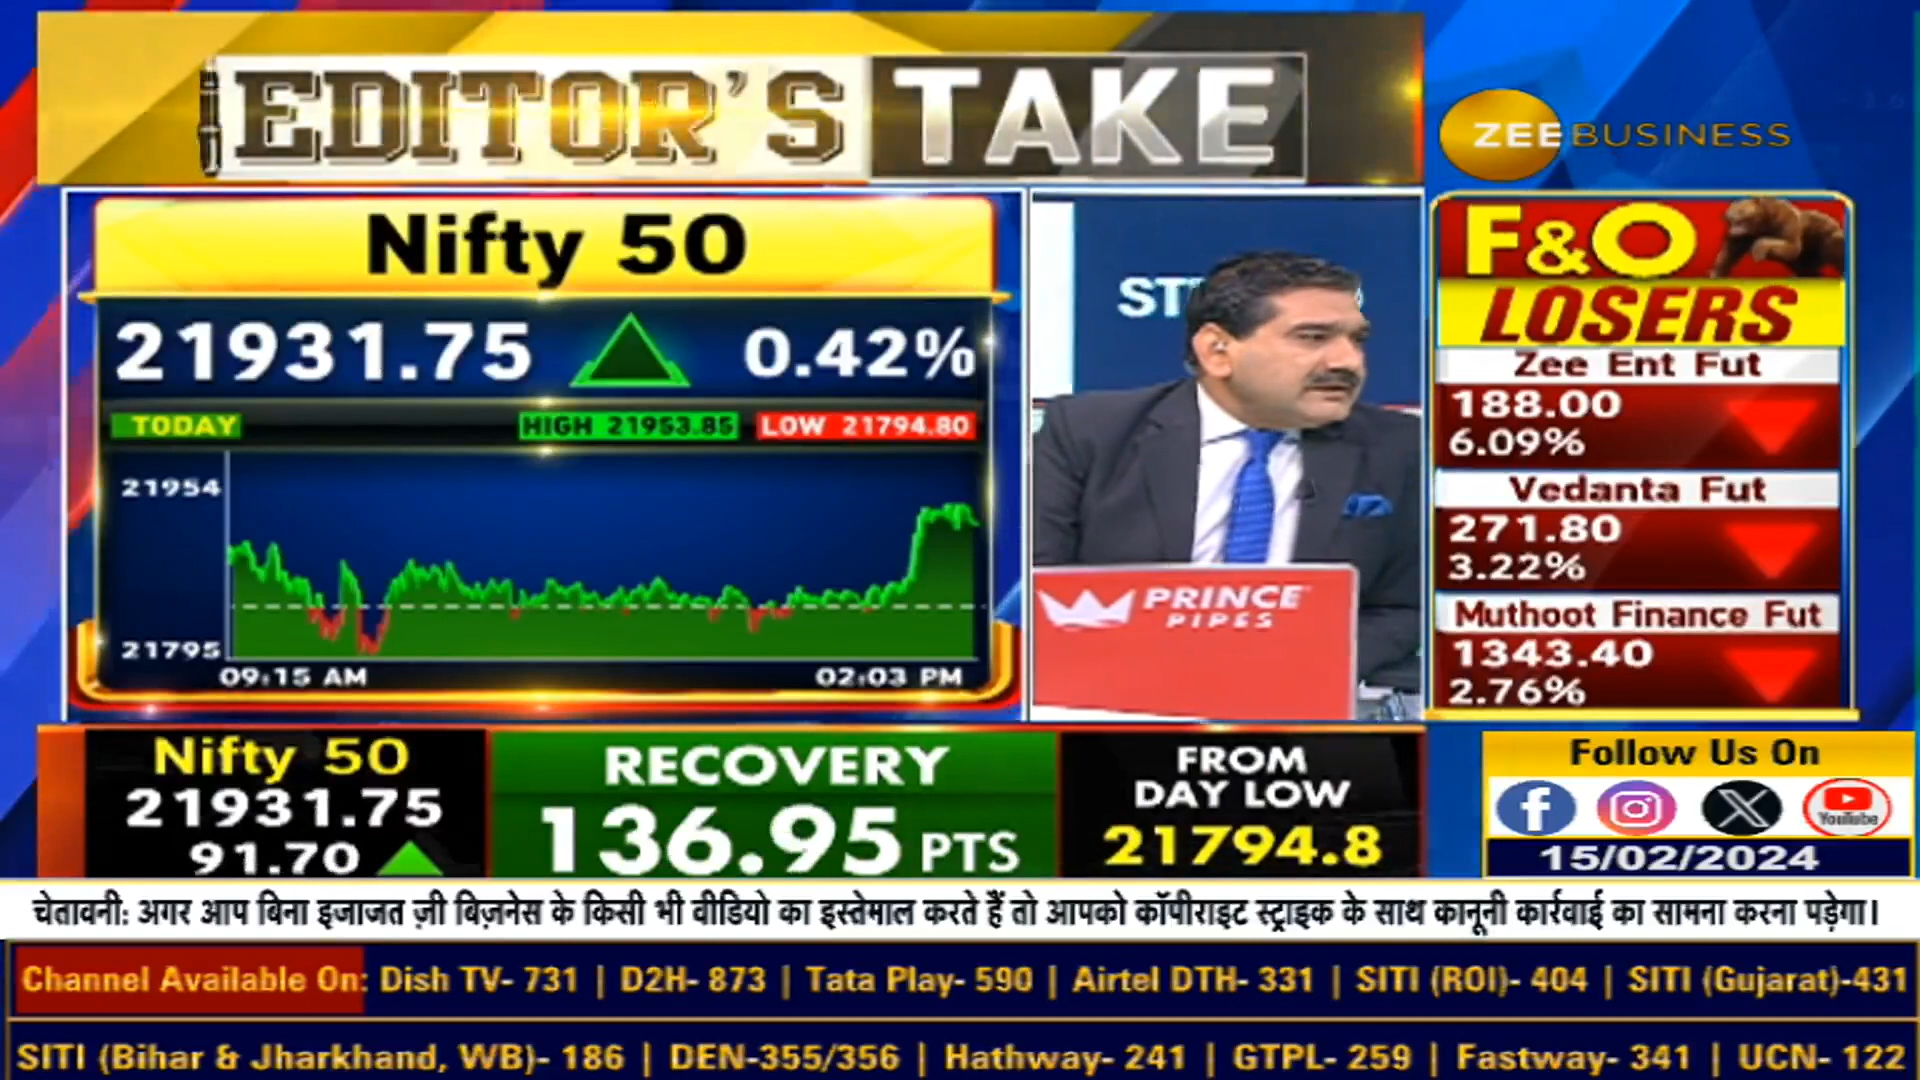 EDITOR'S TAKE
ZEE BUSINESS
Nifty 50
21931.75 0.42%
TODAY HIGH 21953.85 LOW 21794.80
21954
21795
09:15 AM 02:03 PM
ST
PRINCE
PIPES
F&O
LOSERS
Zee Ent Fut
188.00
6.09%
Vedanta Fut
271.80
3.22%
Muthoot Finance Fut
1343.40
2.76%
Nifty 50
21931.75
91.70
RECOVERY
136.95 PTS
FROM
DAY LOW
21794.8
Follow Us On
YouTube
15/02/2024
चेतावनी: अगर आप बिना इजाजत ज़ी बिज़नेस के किसी भी वीडियो का इस्तेमाल करते हैं तो आपको कॉपीराइट स्ट्राइक के साथ कानूनी कार्रवाई का सामना करना पड़ेगा।
Channel Available On: Dish TV- 731 | D2H- 873 | Tata Play- 590 | Airtel DTH- 331 | SITI (ROI)- 404 | SITI (Gujarat)-431
SITI (Bihar & Jharkhand, WB)- 186 | DEN-355/356 | Hathway- 241 | GTPL- 259 | Fastway- 341 | UCN- 122